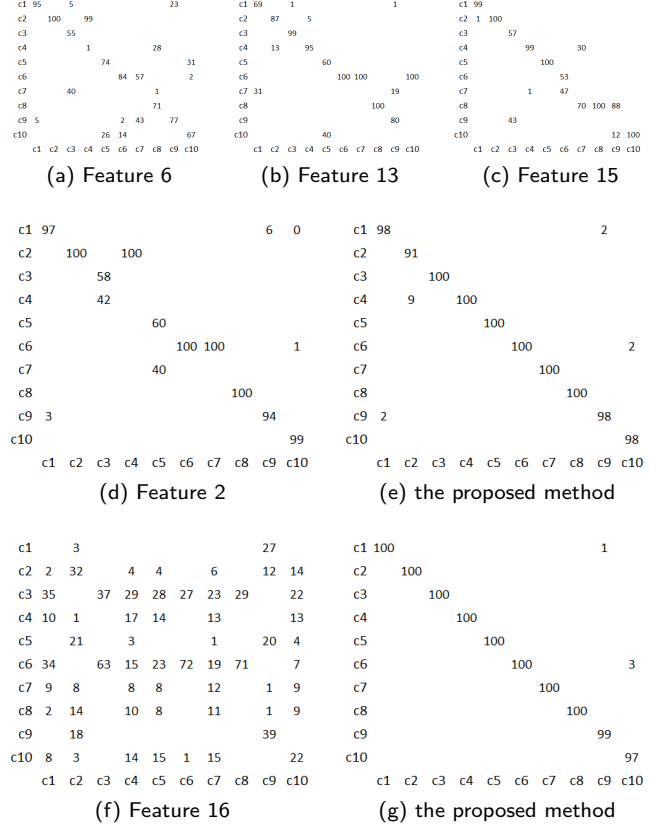 c1 95 5 23
c2 100 99
c3 55
c4 1 28
c5 74 31
c6 84 57 2
c7 40 1
c8 71
c9 5 2 43 77
c10 26 14 67
c1 c2 c3 c4 c5 c6 c7 c8 c9 c10
(a) Feature 6
c1 69 1 1
c2 87 5
c3 99
c4 13 95
c5 60
c6 100 100 100
c7 31 19
c8 100
c9 80
c10 40
c1 c2 c3 c4 c5 c6 c7 c8 c9 c10
(b) Feature 13
c1 99
c2 1 100
c3 57
c4 99 30
c5 100
c6 53
c7 1 47
c8 70 100 88
c9 43
c10 12 100
c1 c2 c3 c4 c5 c6 c7 c8 c9 c10
(c) Feature 15
c1 97 6 0
c2 100 100
c3 58
c4 42
c5 60
c6 100 100 1
c7 40
c8 100
c9 3 94
c10 99
c1 c2 c3 c4 c5 c6 c7 c8 c9 c10
(d) Feature 2
c1 98 2
c2 91
c3 100
c4 9 100
c5 100
c6 100 2
c7 100
c8 100
c9 2 98
c10 98
c1 c2 c3 c4 c5 c6 c7 c8 c9 c10
(e) the proposed method
c1 3 27
c2 2 32 4 4 6 12 14
c3 35 37 29 28 27 23 29 22
c4 10 1 17 14 13 13
c5 21 3 1 20 4
c6 34 63 15 23 72 19 71 7
c7 9 8 8 8 12 1 9
c8 2 14 10 8 11 1 9
c9 18 39
c10 8 3 14 15 1 15 22
c1 c2 c3 c4 c5 c6 c7 c8 c9 c10
(f) Feature 16
c1 100 1
c2 100
c3 100
c4 100
c5 100
c6 100 3
c7 100
c8 100
c9 99
c10 97
c1 c2 c3 c4 c5 c6 c7 c8 c9 c10
(g) the proposed method